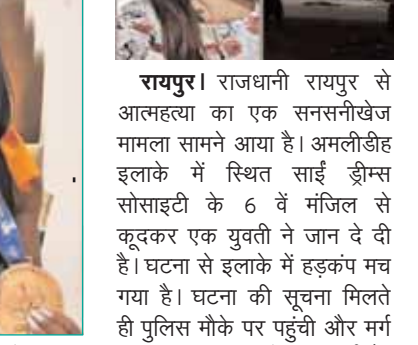 रायपुर। राजधानी रायपुर से
आत्महत्या का एक सनसनीखेज
मामला सामने आया है। अमलीडीह
इलाके में स्थित साईं ड्रीम्स
सोसाइटी के 6 वें मंजिल से
कूदकर एक युवती ने जान दे दी
है। घटना से इलाके में हड़कंप मच
गया है। घटना की सूचना मिलते
ही पुलिस मौके पर पहुंची और मर्ग